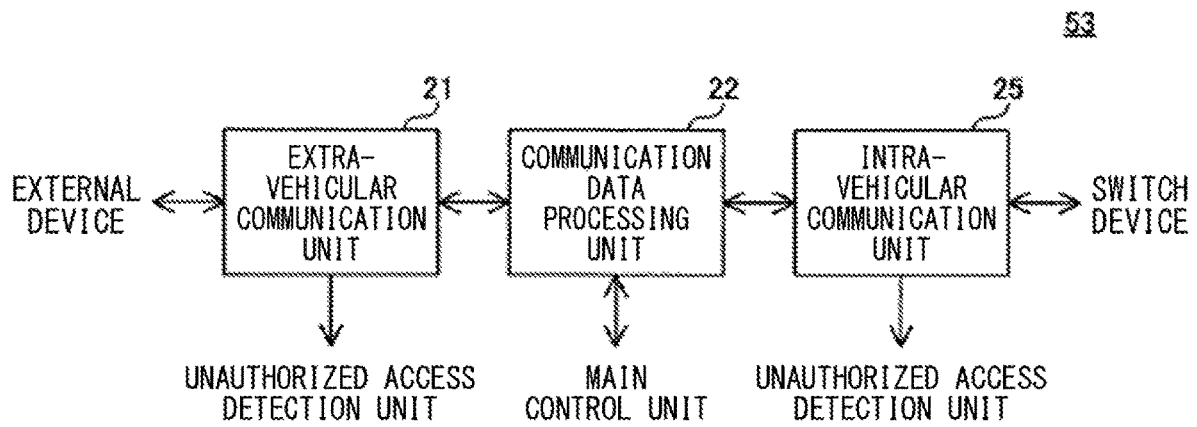 53
21
22
25
EXTERNAL
DEVICE
EXTRA-
VEHICULAR
COMMUNICATION
UNIT
COMMUNICATION
DATA
PROCESSING
UNIT
INTRA-
VEHICULAR
COMMUNICATION
UNIT
SWITCH
DEVICE
UNAUTHORIZED ACCESS
DETECTION UNIT
MAIN
CONTROL UNIT
UNAUTHORIZED ACCESS
DETECTION UNIT